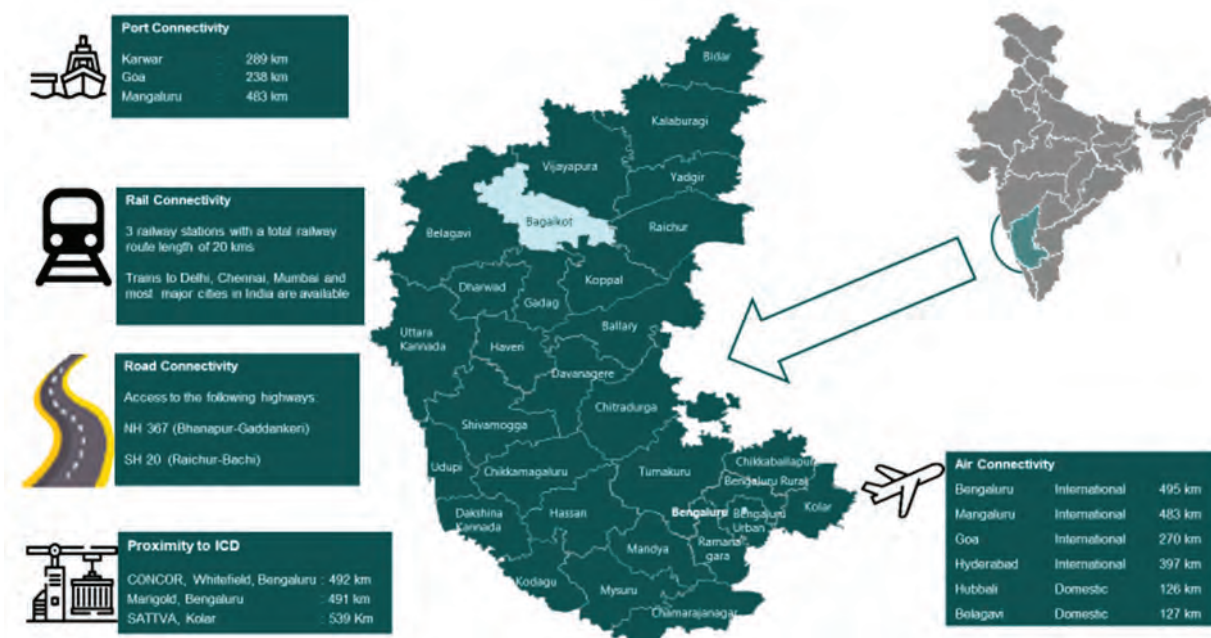 Port Connectivity
Karwar : 289 km
Goa : 238 km
Mangaluru : 483 km
Rail Connectivity
3 railway stations with a total railway
route length of 20 kms
Trains to Delhi, Chennai, Mumbai and
most major cities in India are available
Road Connectivity
Access to the following highways:
NH 367 (Bhanapur-Gaddankeri)
SH 20 (Raichur-Bachi)
Proximity to ICD
CONCOR, Whitefield, Bengaluru : 492 km
Marigold, Bengaluru : 491 km
SATTVA, Kolar : 539 Km
Bidar
Kalaburagi
Vijayapura
Yadgir
Bagalkot
Belagavi
Raichur
Koppal
Dharwad
Gadag
Ballary
Uttara
Kannada
Haveri
Davanagere
Chitradurga
Shivamogga
Udupi
Chikkamagaluru
Tumakuru
Chikkaballapur
Bengaluru Rural
Kolar
Dakshina
Kannada
Hassan
Bengaluru
Bengaluru
Urban
Ramana
gara
Mandya
Kodagu
Mysuru
Chamarajanagar
Air Connectivity
Bengaluru International 495 km
Mangaluru International 483 km
Goa International 270 km
Hyderabad International 397 km
Hubbali Domestic 126 km
Belagavi Domestic 127 km